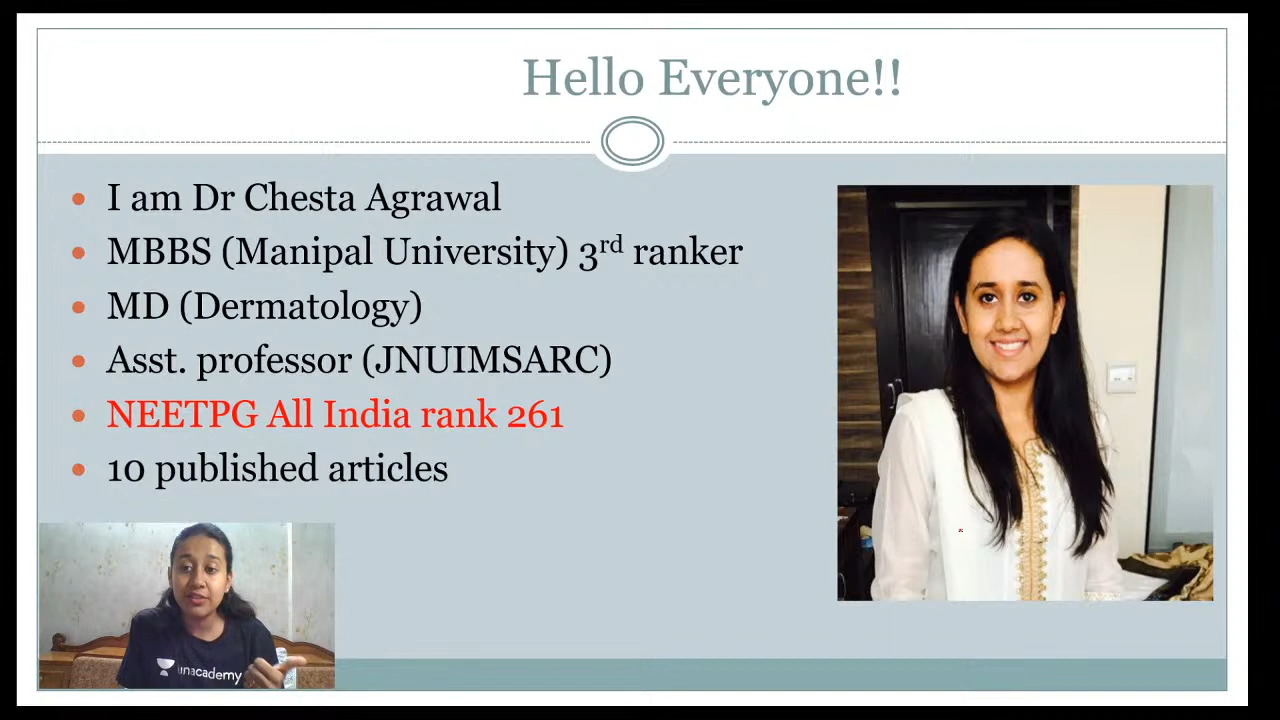 Hello Everyone!!
I am Dr Chesta Agrawal
MBBS (Manipal University) 3rd ranker
MD (Dermatology)
Asst. professor (JNUIMSARC)
NEETPG All India rank 261
10 published articles
unacademy